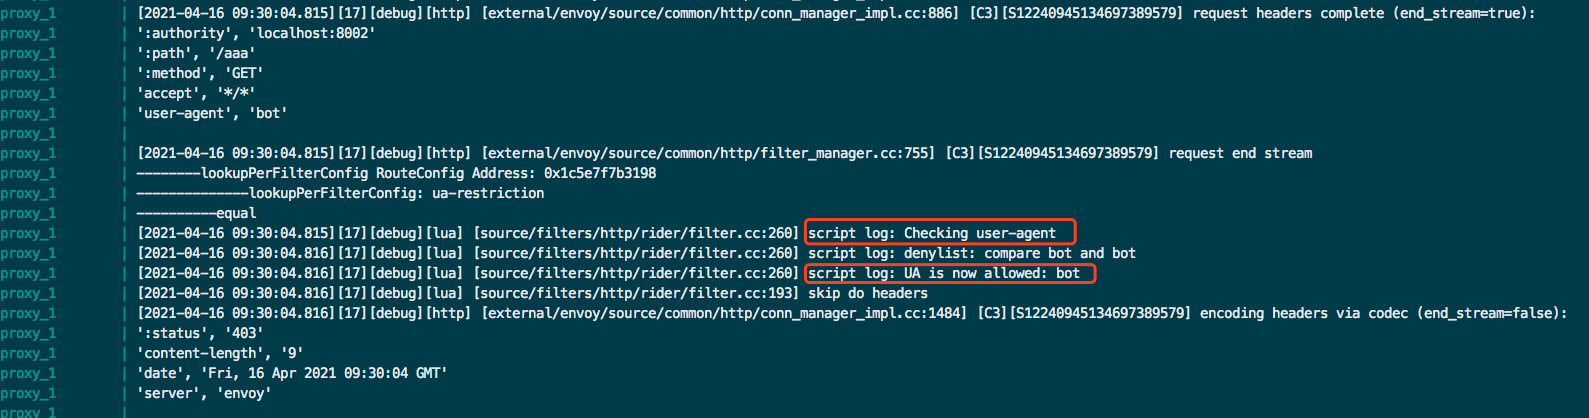 proxy_1 | [2021-04-16 09:30:04.815][17][debug][http] [external/envoy/source/common/http/conn_manager_impl.cc:886] [C3][S12240945134697389579] request headers complete (end_stream=true):
proxy_1 | ':authority', 'localhost:8002'
proxy_1 | ':path', '/aaa'
proxy_1 | ':method', 'GET'
proxy_1 | 'accept', '*/*'
proxy_1 | 'user-agent', 'bot'
proxy_1 |
proxy_1 | [2021-04-16 09:30:04.815][17][debug][http] [external/envoy/source/common/http/filter_manager.cc:755] [C3][S12240945134697389579] request end stream
proxy_1 | --------lookupPerFilterConfig RouteConfig Address: 0x1c5e7f7b3198
proxy_1 | --------------lookupPerFilterConfig: ua-restriction
proxy_1 | ----------equal
proxy_1 | [2021-04-16 09:30:04.815][17][debug][lua] [source/filters/http/rider/filter.cc:260] script log: Checking user-agent
proxy_1 | [2021-04-16 09:30:04.816][17][debug][lua] [source/filters/http/rider/filter.cc:260] script log: denylist: compare bot and bot
proxy_1 | [2021-04-16 09:30:04.816][17][debug][lua] [source/filters/http/rider/filter.cc:260] script log: UA is now allowed: bot
proxy_1 | [2021-04-16 09:30:04.816][17][debug][lua] [source/filters/http/rider/filter.cc:193] skip do headers
proxy_1 | [2021-04-16 09:30:04.816][17][debug][http] [external/envoy/source/common/http/conn_manager_impl.cc:1484] [C3][S12240945134697389579] encoding headers via codec (end_stream=false):
proxy_1 | ':status', '403'
proxy_1 | 'content-length', '9'
proxy_1 | 'date', 'Fri, 16 Apr 2021 09:30:04 GMT'
proxy_1 | 'server', 'envoy'
proxy_1 |